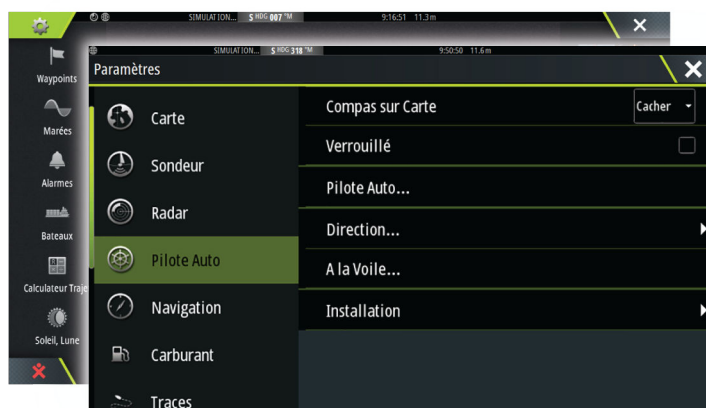 SIMULATION... S HDG 007 °M 9:16:51 11.3 m
Waypoints
Marées
Alarmes
Bateaux
Calculateur Traje
Soleil, Lune
SIMULATION... S HDG 318 °M 9:50:50 11.6 m
Paramètres
Carte
Sondeur
Radar
Pilote Auto
Navigation
Carburant
Traces
Compas sur Carte Cacher
Verrouillé
Pilote Auto...
Direction...
A la Voile...
Installation